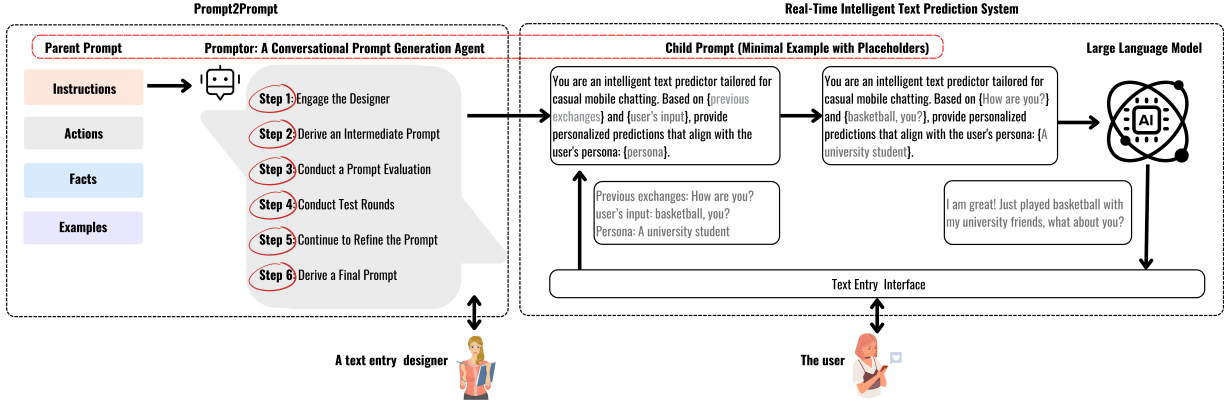 Prompt2Prompt
Real-Time Intelligent Text Prediction System
Parent Prompt
Promptor: A Conversational Prompt Generation Agent
Child Prompt (Minimal Example with Placeholders)
Large Language Model
Instructions
Actions
Facts
Examples
Step 1: Engage the Designer
Step 2: Derive an Intermediate Prompt
Step 3: Conduct a Prompt Evaluation
Step 4: Conduct Test Rounds
Step 5: Continue to Refine the Prompt
Step 6: Derive a Final Prompt
You are an intelligent text predictor tailored for
casual mobile chatting. Based on {previous
exchanges} and {user's input}, provide
personalized predictions that align with the
user's persona: {persona}.
You are an intelligent text predictor tailored for
casual mobile chatting. Based on {How are you?}
and {basketball, you?}, provide personalized
predictions that align with the user's persona: {A
university student}.
AI
Previous exchanges: How are you?
user's input: basketball, you?
Persona: A university student
I am great! Just played basketball with
my university friends, what about you?
Text Entry Interface
A text entry designer
The user